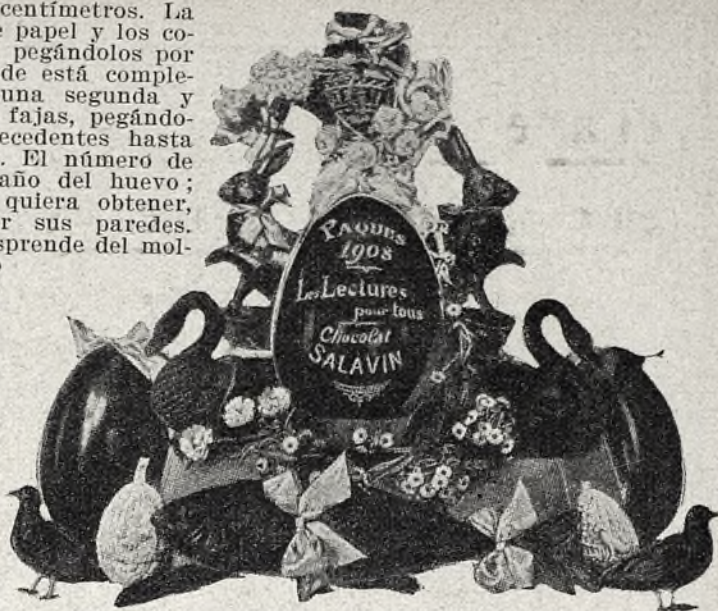 centímetros. La
papel y los co-
pegándolos por
de está comple-
una segunda y
fajas, pegándo-
ecedentes hasta
. El número de
año del huevo;
quiera obtener,
r sus paredes.
sprende del mol-
PAQUES
1908
Les Lectures
pour tous
Chocolat
SALAVIN